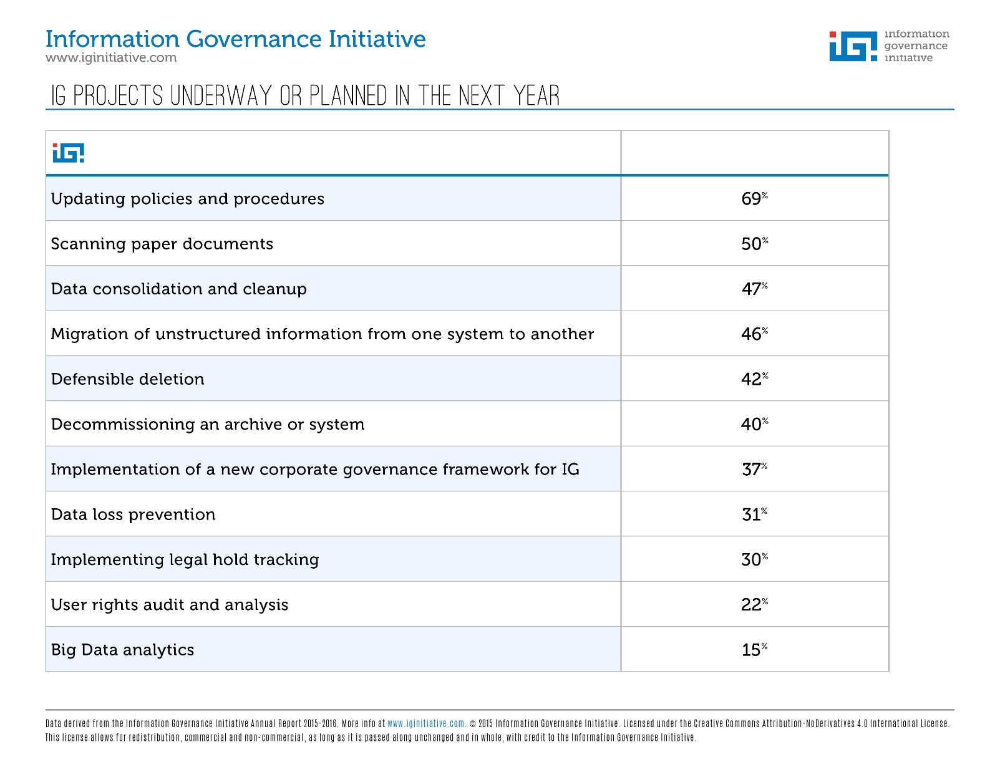 Information Governance Initiative
www.iginitiative.com
iG!
information
governance
initiative
IG PROJECTS UNDERWAY OR PLANNED IN THE NEXT YEAR
iG!
Updating policies and procedures 69%
Scanning paper documents 50%
Data consolidation and cleanup 47%
Migration of unstructured information from one system to another 46%
Defensible deletion 42%
Decommissioning an archive or system 40%
Implementation of a new corporate governance framework for IG 37%
Data loss prevention 31%
Implementing legal hold tracking 30%
User rights audit and analysis 22%
Big Data analytics 15%
Data derived from the Information Governance Initiative Annual Report 2015-2016. More info at www.iginitiative.com. © 2015 Information Governance Initiative. Licensed under the Creative Commons Attribution-NoDerivatives 4.0 International License.
This license allows for redistribution, commercial and non-commercial, as long as it is passed along unchanged and in whole, with credit to the Information Governance Initiative.